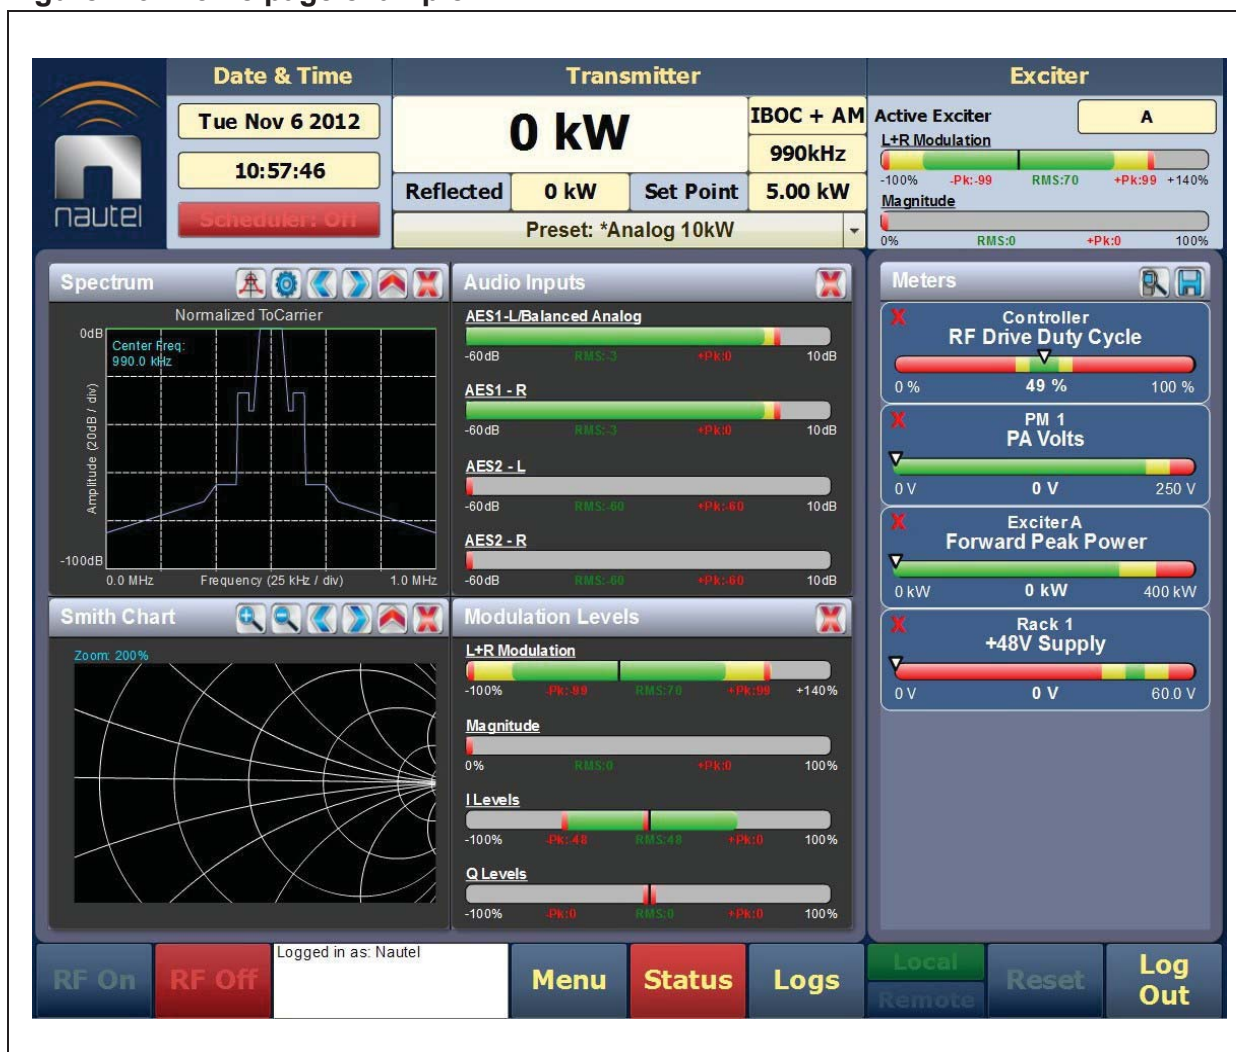 Date & Time
Transmitter
Exciter
Tue Nov 6 2012
10:57:46
Scheduler: Off
nautel
0 kW
IBOC + AM
990kHz
Reflected 0 kW Set Point 5.00 kW
Preset: *Analog 10kW
Active Exciter A
L+R Modulation
-100% -Pk:-99 RMS:70 +Pk:99 +140%
Magnitude
0% RMS:0 +Pk:0 100%
Spectrum
Normalized ToCarrier
0dB
Center Freq:
990.0 kHz
Amplitude (20dB / div)
-100dB
0.0 MHz Frequency (25 kHz / div) 1.0 MHz
Audio Inputs
AES1-L/Balanced Analog
-60dB RMS:-3 +Pk:0 10dB
AES1 - R
-60dB RMS:-3 +Pk:0 10dB
AES2 - L
-60dB RMS:-60 +Pk:-60 10dB
AES2 - R
-60dB RMS:-60 +Pk:-60 10dB
Smith Chart
Zoom: 200%
Modulation Levels
L+R Modulation
-100% -Pk:-99 RMS:70 +Pk:99 +140%
Magnitude
0% RMS:0 +Pk:0 100%
I Levels
-100% -Pk:-48 RMS:48 +Pk:0 100%
Q Levels
-100% -Pk:0 RMS:0 +Pk:0 100%
Meters
Controller
RF Drive Duty Cycle
0 % 49 % 100 %
PM 1
PA Volts
0 V 0 V 250 V
Exciter A
Forward Peak Power
0 kW 0 kW 400 kW
Rack 1
+48V Supply
0 V 0 V 60.0 V
RF On
RF Off
Logged in as: Nautel
Menu
Status
Logs
Local
Remote
Reset
Log
Out